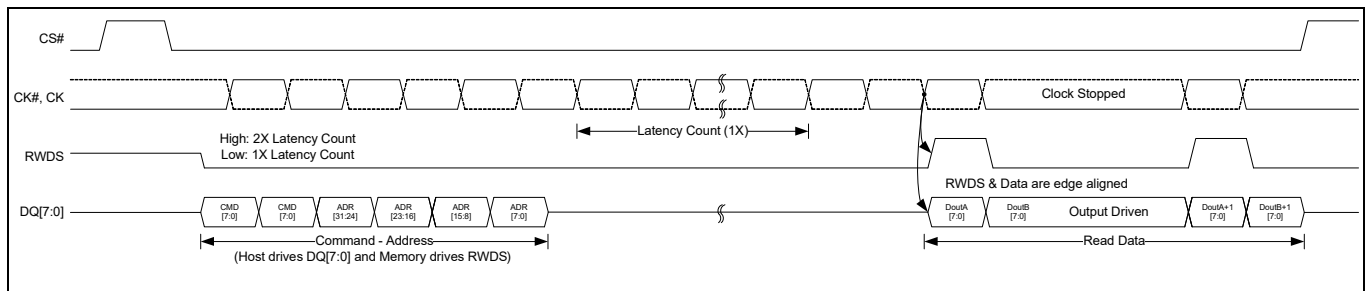 CS#
CK#, CK
Clock Stopped
Latency Count (1X)
High: 2X Latency Count
Low: 1X Latency Count
RWDS
RWDS & Data are edge aligned
DQ[7:0]
CMD [7:0]
CMD [7:0]
ADR [31:24]
ADR [23:16]
ADR [15:8]
ADR [7:0]
DoutA [7:0]
DoutB [7:0]
Output Driven
DoutA+1 [7:0]
DoutB+1 [7:0]
Command - Address
(Host drives DQ[7:0] and Memory drives RWDS)
Read Data